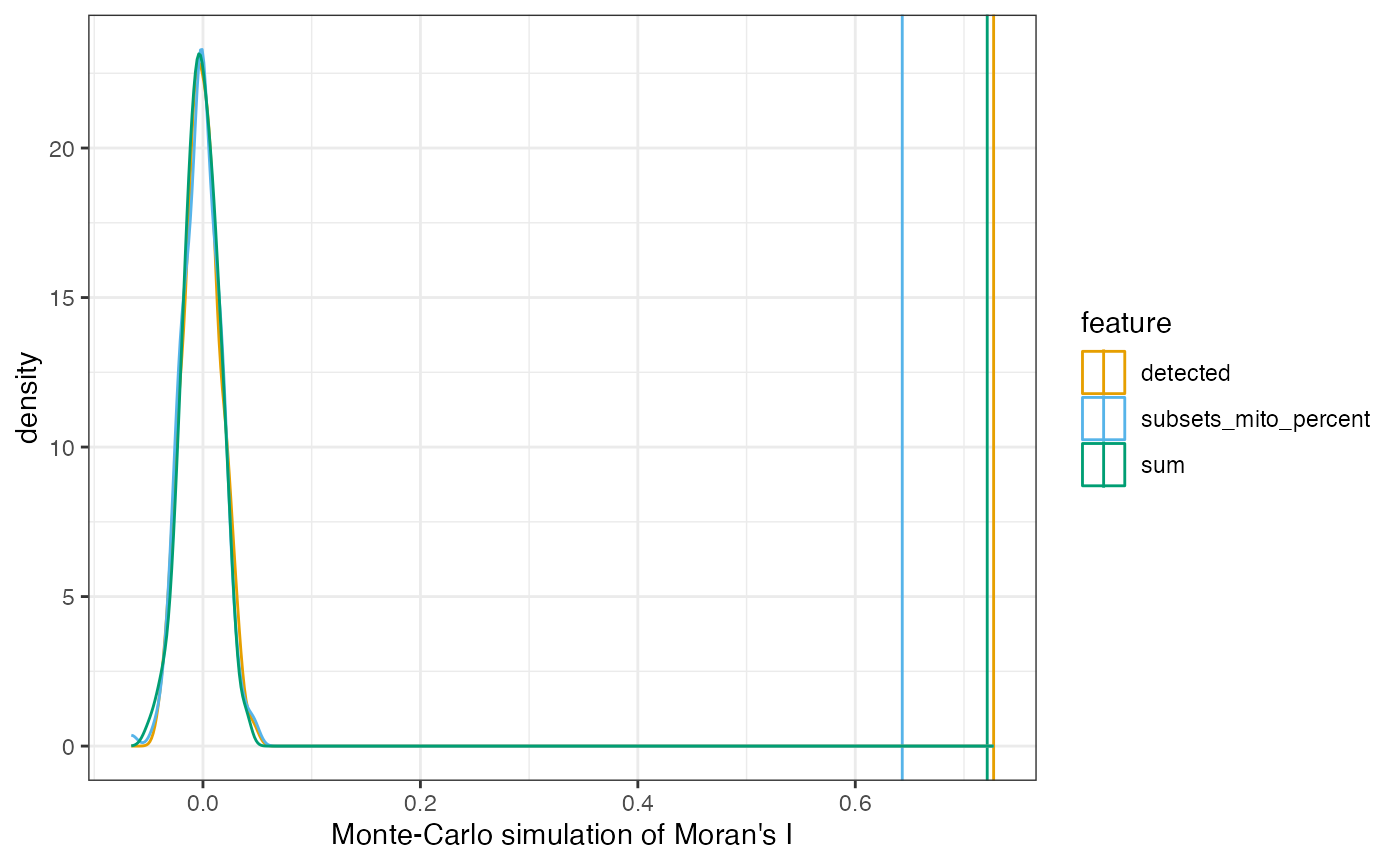 20
15
10
5
0
density
0.0 0.2 0.4 0.6
Monte-Carlo simulation of Moran's I
feature
detected
subsets_mito_percent
sum